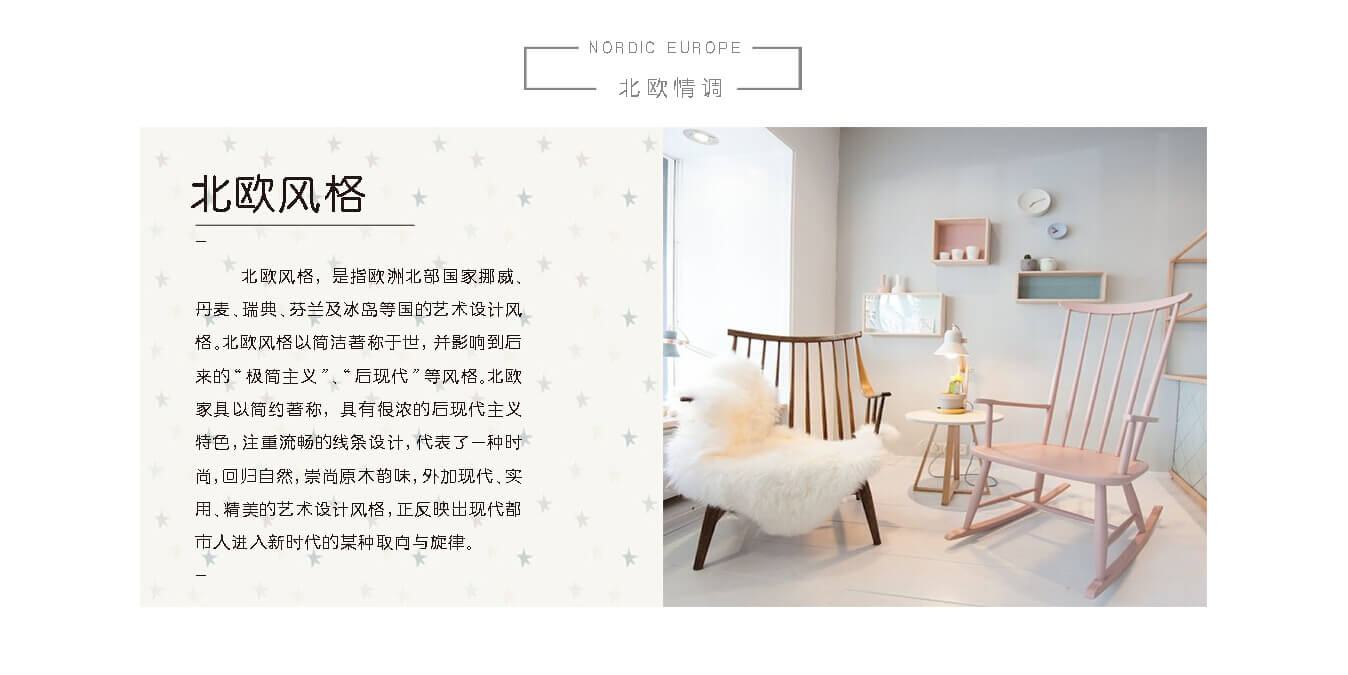 NORDIC EUROPE
北欧情调
北欧风格
北欧风格，是指欧洲北部国家挪威、
丹麦、瑞典、芬兰及冰岛等国的艺术设计风
格。北欧风格以简洁著称于世，并影响到后
来的“极简主义”、“后现代”等风格。北欧
家具以简约著称，具有很浓的后现代主义
特色，注重流畅的线条设计，代表了一种时
尚，回归自然，崇尚原木韵味，外加现代、实
用、精美的艺术设计风格，正反映出现代都
市人进入新时代的某种取向与旋律。